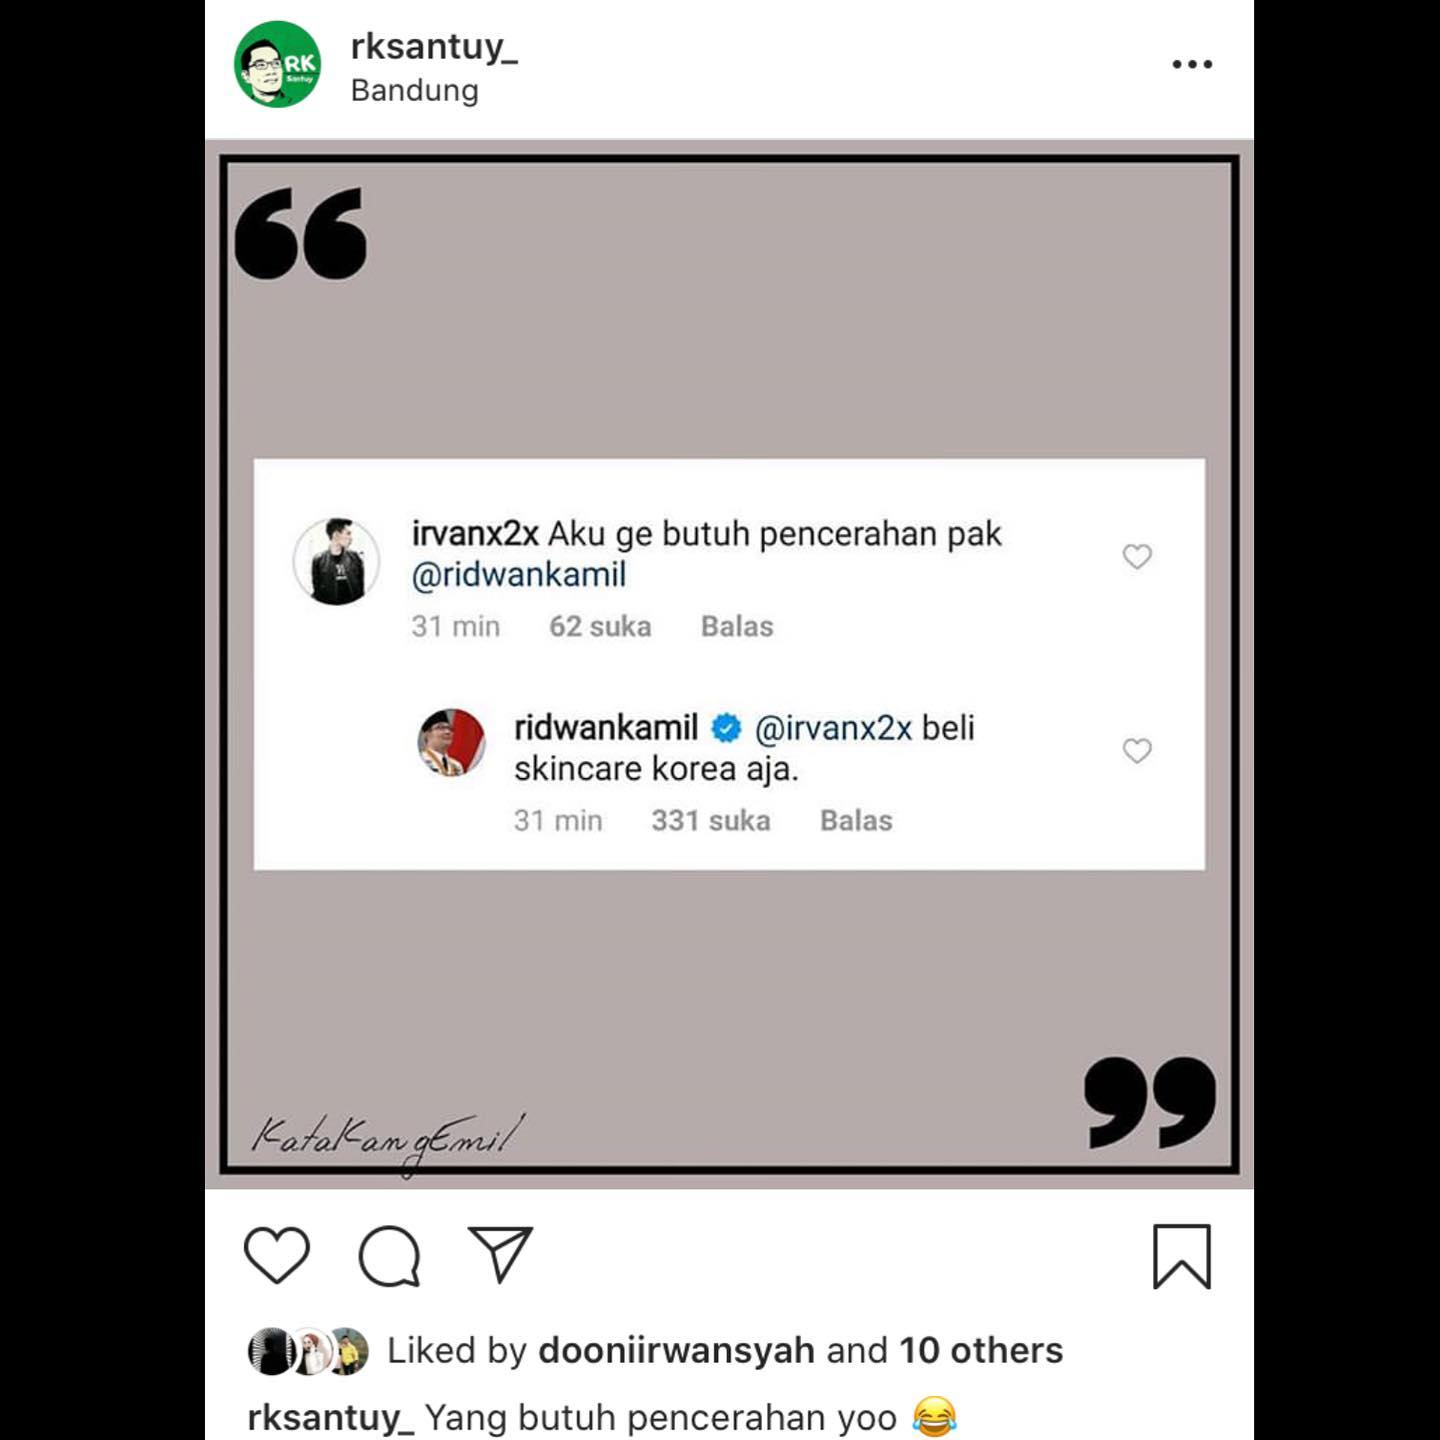 RK
Santuy
rksantuy_
Bandung
irvanx2x Aku ge butuh pencerahan pak
@ridwankamil
31 min 62 suka Balas
ridwankamil @irvanx2x beli
skincare korea aja.
31 min 331 suka Balas
KataKangEmil
Liked by dooniirwansyah and 10 others
rksantuy_ Yang butuh pencerahan yoo 😂